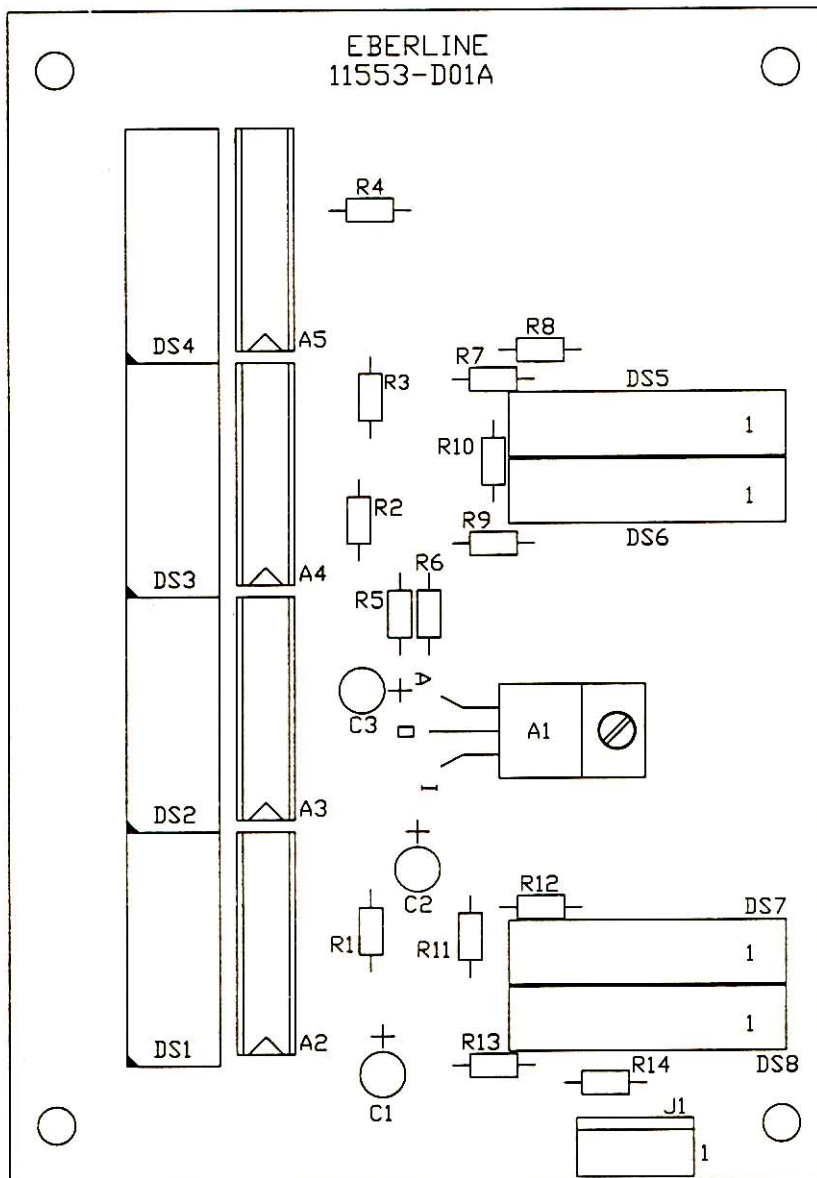 EBERLINE
11553-D01A
R4
DS4
A5
R8
R7
DS5
R3
1
R10
1
R2
R9
DS6
DS3
A4
R6
R5
A
C3
A1
I
DS2
A3
C2
R12
DS7
R1
R11
1
1
DS1
A2
R13
DS8
R14
C1
J1
1